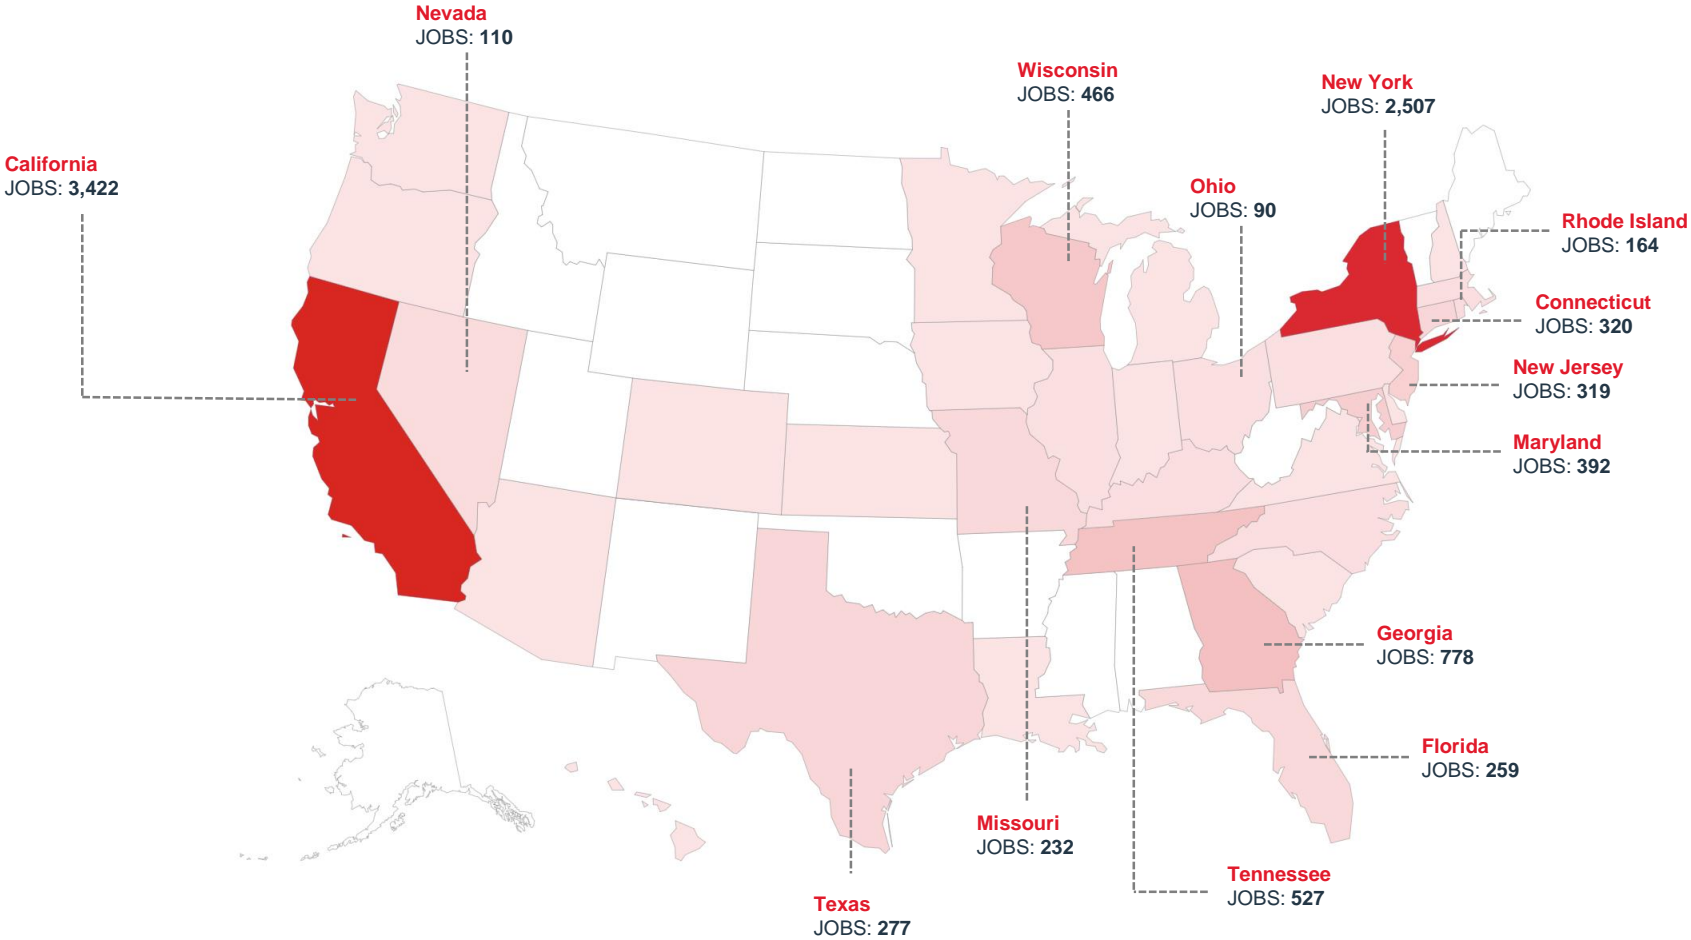 Nevada
JOBS: 110
Wisconsin
JOBS: 466
New York
JOBS: 2,507
California
JOBS: 3,422
Ohio
JOBS: 90
Rhode Island
JOBS: 164
Connecticut
JOBS: 320
New Jersey
JOBS: 319
Maryland
JOBS: 392
Georgia
JOBS: 778
Florida
JOBS: 259
Missouri
JOBS: 232
Tennessee
JOBS: 527
Texas
JOBS: 277